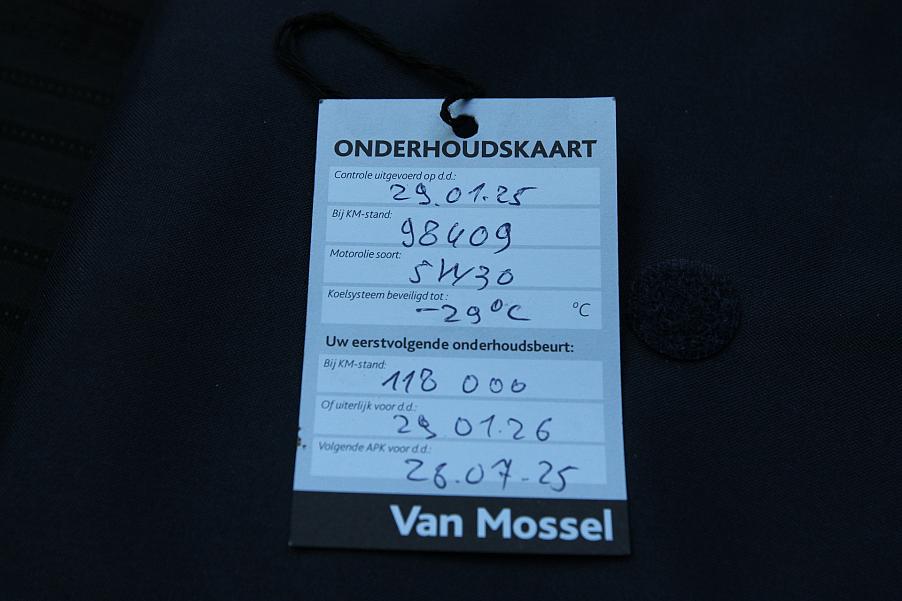 ONDERHOUDSKAART
Controle uitgevoerd op d.d.:
29.01.25
Bij KM-stand:
98409
Motorolie soort:
5W30
Koelsysteem beveiligd tot:
-29°C °C
Uw eerstvolgende onderhoudsbeurt:
Bij KM-stand:
118 000
Of uiterlijk voor d.d.:
29.01.26
Volgende APK voor d.d.:
26.07-25
Van Mossel